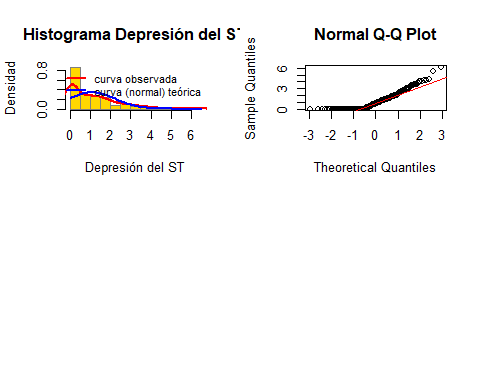 Histograma Depresión del ST
Densidad
0.0
0.8
curva observada
curva (normal) teórica
0 1 2 3 4 5 6
Depresión del ST
Normal Q-Q Plot
Sample Quantiles
0
3
6
-3 -2 -1 0 1 2 3
Theoretical Quantiles